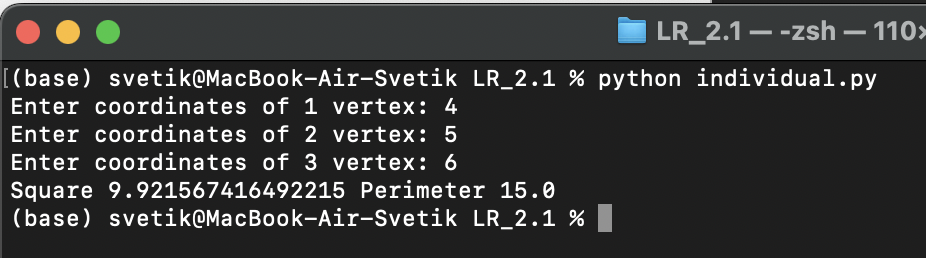 LR_2.1 — -zsh — 110×
(base) svetik@MacBook-Air-Svetik LR_2.1 % python individual.py
Enter coordinates of 1 vertex: 4
Enter coordinates of 2 vertex: 5
Enter coordinates of 3 vertex: 6
Square 9.921567416492215 Perimeter 15.0
(base) svetik@MacBook-Air-Svetik LR_2.1 %